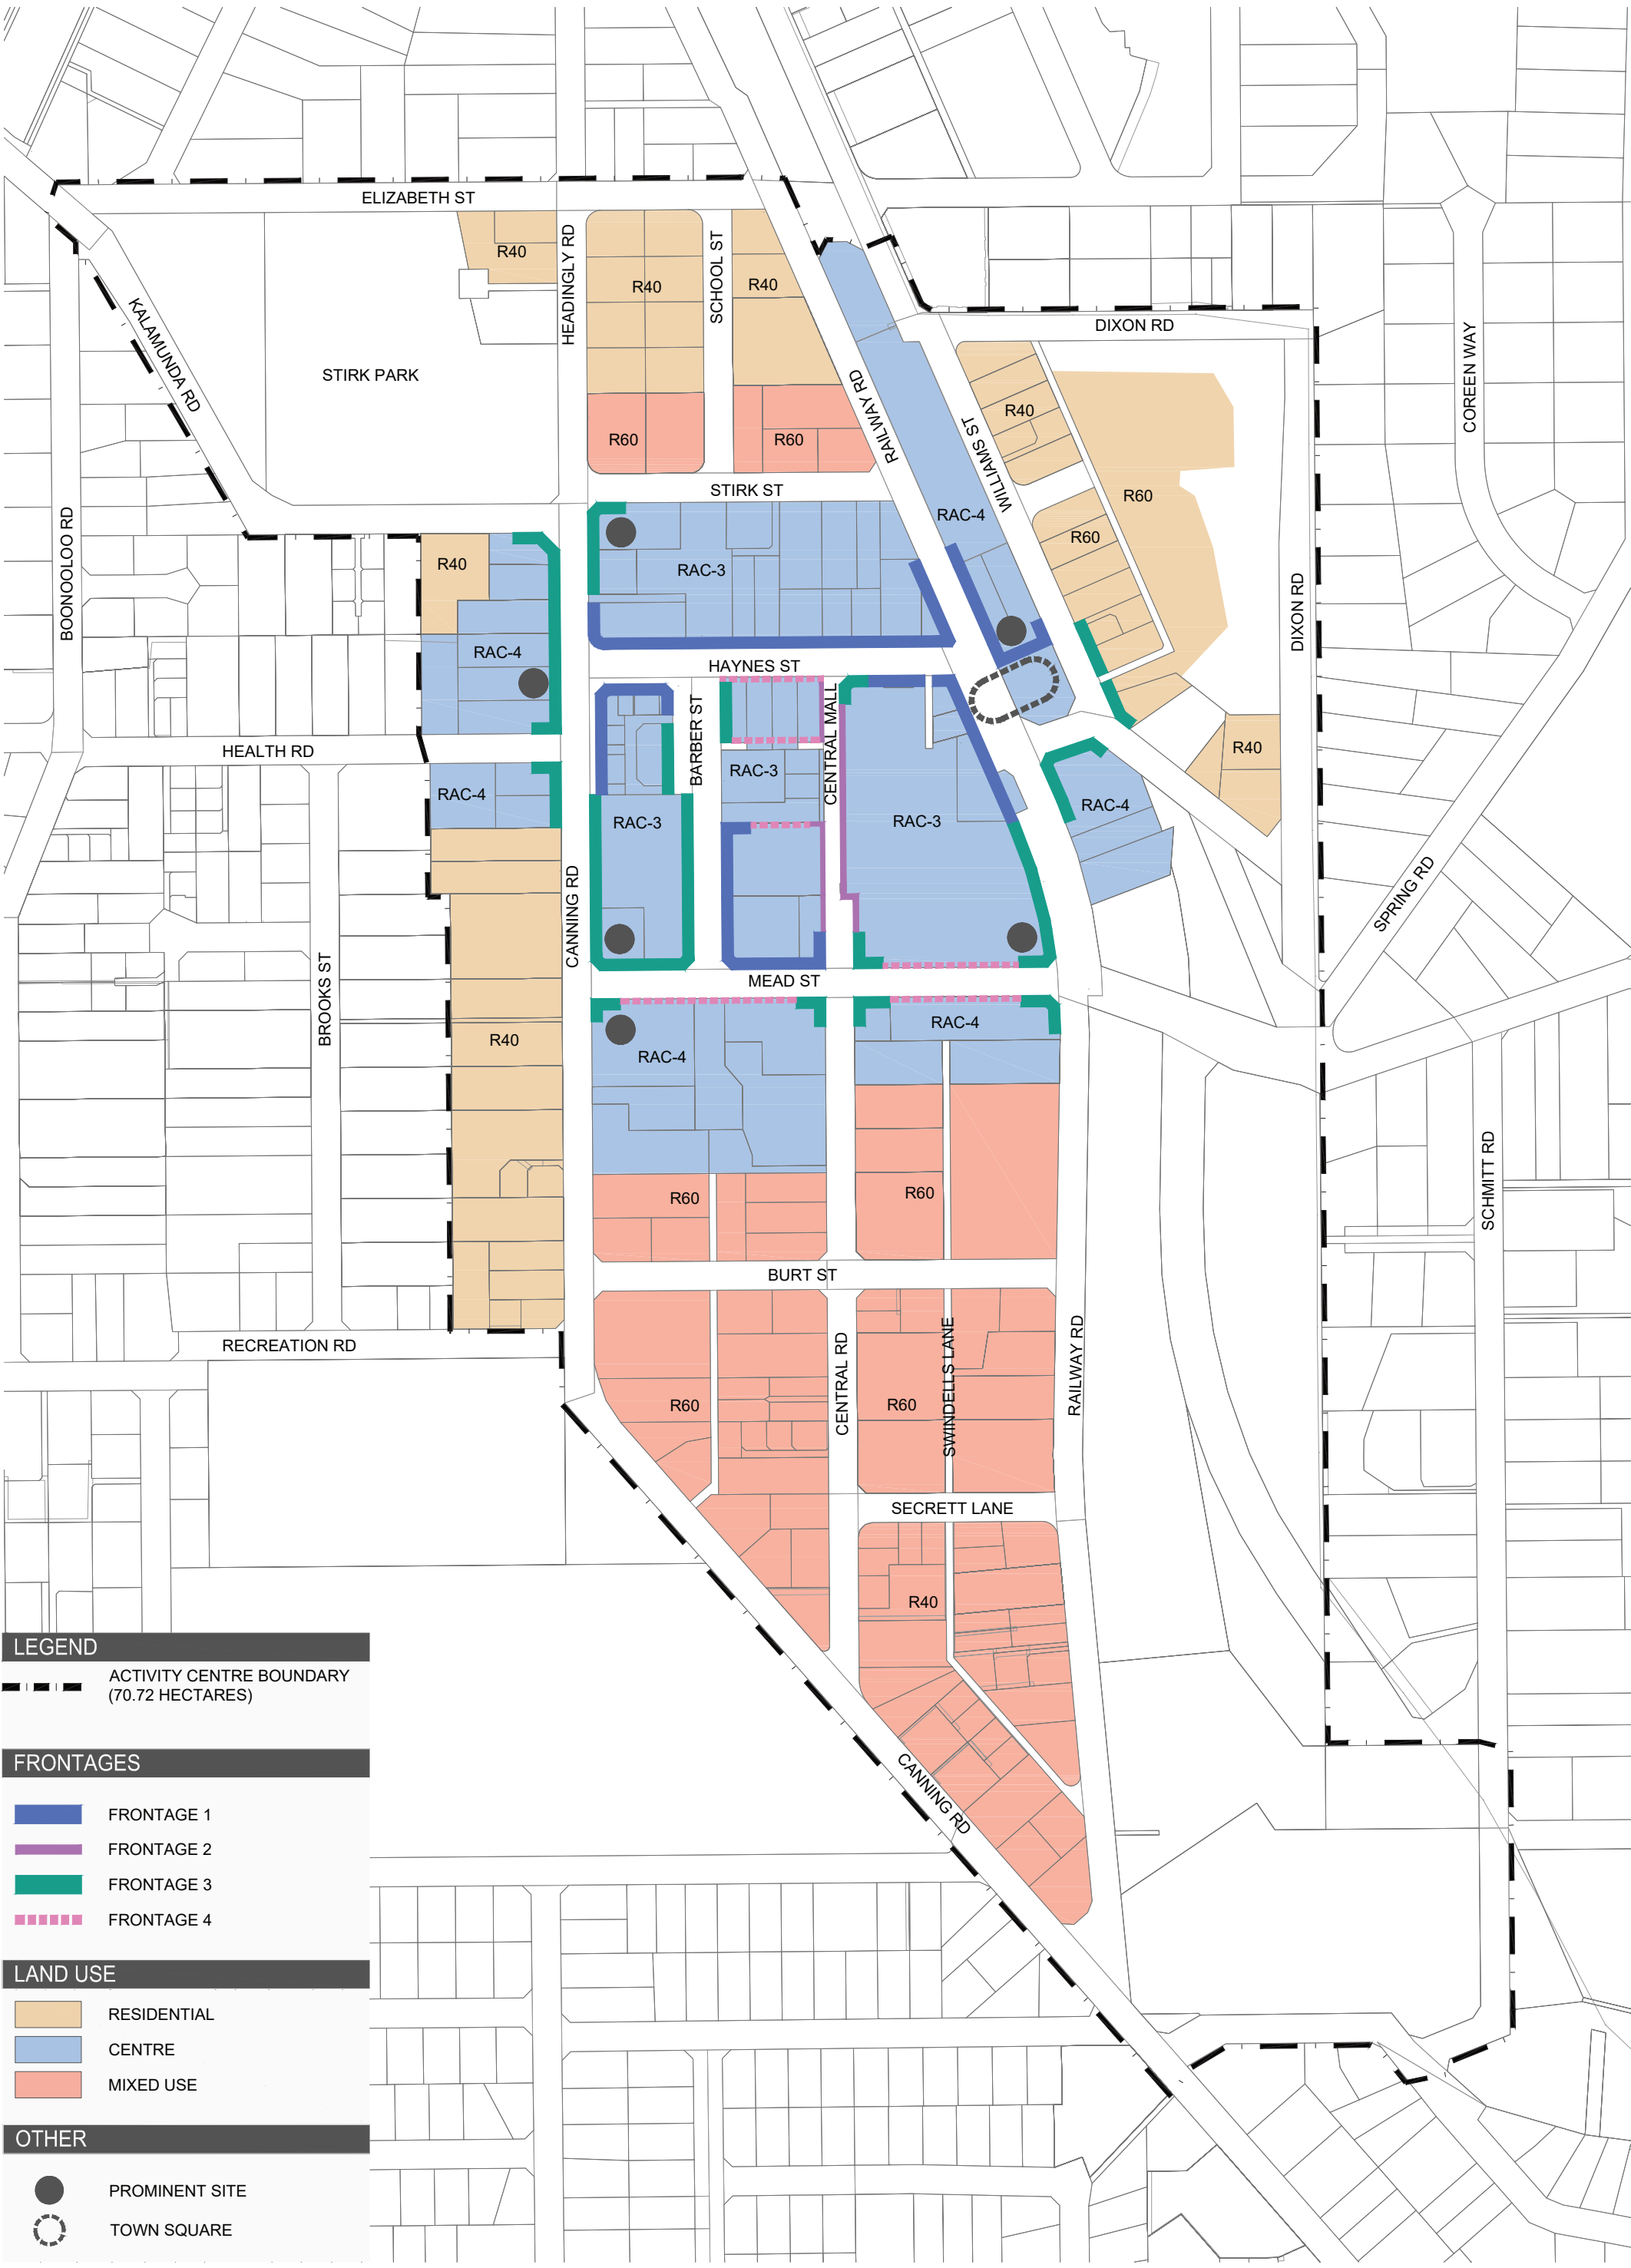 ELIZABETH ST
R40
HEADINGLY RD
R40
SCHOOL ST
R40
KALAMUNDA RD
STIRK PARK
RAILWAY RD
WILLIAMS ST
DIXON RD
COREEN WAY
R40
R60
R60
R60
R60
STIRK ST
RAC-4
BOONOOLOO RD
R40
RAC-3
DIXON RD
RAC-4
HAYNES ST
HEALTH RD
BARBER ST
CENTRAL MALL
R40
RAC-3
RAC-4
RAC-3
RAC-3
RAC-4
CANNING RD
SPRING RD
BROOKS ST
MEAD ST
R40
RAC-4
RAC-4
SCHMITT RD
R60
R60
BURT ST
RECREATION RD
R60
CENTRAL RD
R60
SWINDELLS LANE
RAILWAY RD
SECRETT LANE
R40
CANNING RD
LEGEND
ACTIVITY CENTRE BOUNDARY
(70.72 HECTARES)
FRONTAGES
FRONTAGE 1
FRONTAGE 2
FRONTAGE 3
FRONTAGE 4
LAND USE
RESIDENTIAL
CENTRE
MIXED USE
OTHER
PROMINENT SITE
TOWN SQUARE